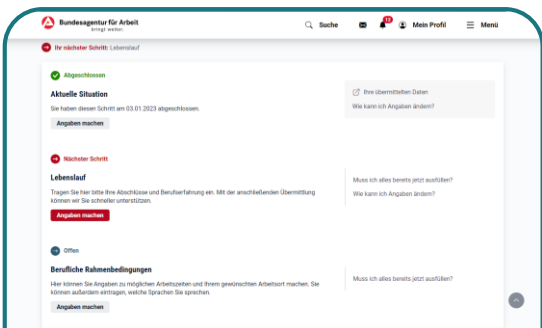 Bundesagentur für Arbeit
bringt weiter.
Suche
12
Mein Profil
Menü
Ihr nächster Schritt: Lebenslauf
Abgeschlossen
Aktuelle Situation
Sie haben diesen Schritt am 03.01.2023 abgeschlossen.
Angaben machen
Ihre übermittelten Daten
Wie kann ich Angaben ändern?
Nächster Schritt
Lebenslauf
Tragen Sie hier bitte Ihre Abschlüsse und Berufserfahrung ein. Mit der anschließenden Übermittlung
können wir Sie schneller unterstützen.
Angaben machen
Muss ich alles bereits jetzt ausfüllen?
Wie kann ich Angaben ändern?
Offen
Berufliche Rahmenbedingungen
Hier können Sie Angaben zu möglichen Arbeitszeiten und Ihrem gewünschten Arbeitsort machen. Sie
können außerdem eintragen, welche Sprachen Sie sprechen.
Angaben machen
Muss ich alles bereits jetzt ausfüllen?